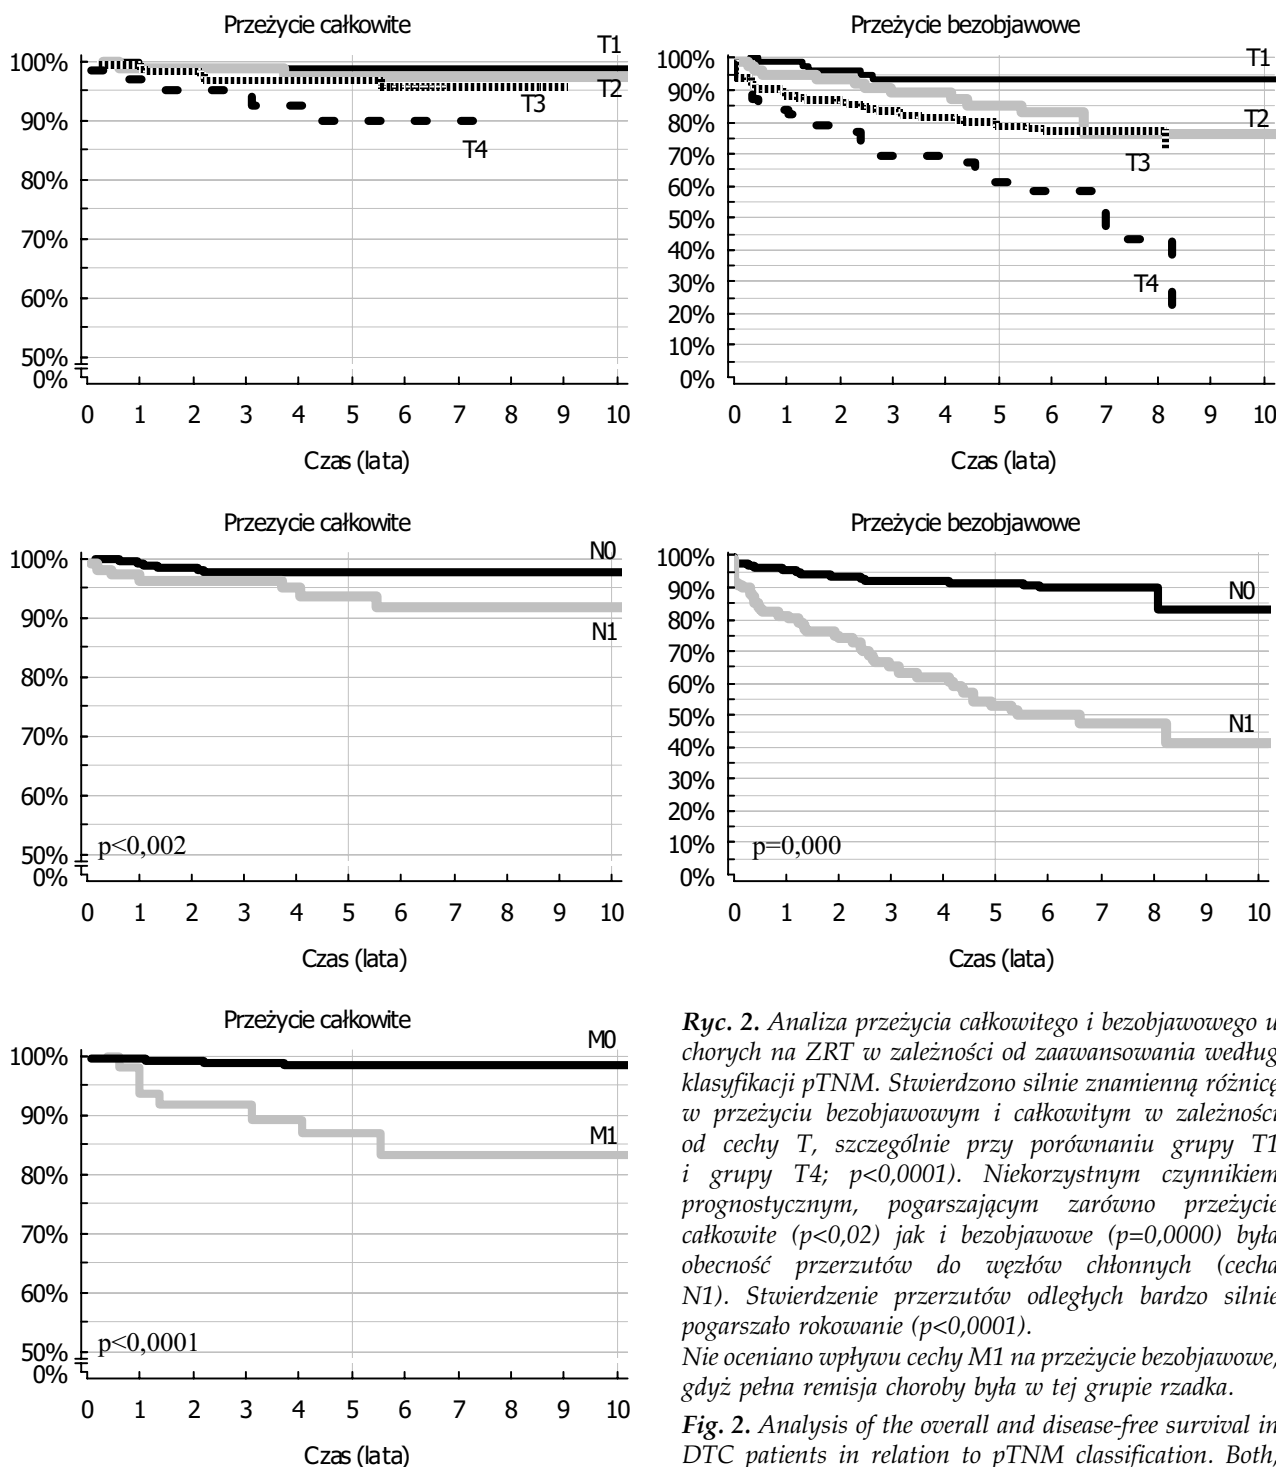 Przeżycie całkowite
100%
90%
80%
70%
60%
50%
0%
T1
T2
T3
T4
0 1 2 3 4 5 6 7 8 9 10
Czas (lata)
Przeżycie bezobjawowe
100%
90%
80%
70%
60%
50%
40%
30%
20%
10%
0%
T1
T2
T3
T4
0 1 2 3 4 5 6 7 8 9 10
Czas (lata)
Przezycie całkowite
100%
90%
80%
70%
60%
50%
0%
N0
N1
p<0,002
0 1 2 3 4 5 6 7 8 9 10
Czas (lata)
Przeżycie bezobjawowe
100%
90%
80%
70%
60%
50%
40%
30%
20%
10%
0%
N0
N1
p=0,000
0 1 2 3 4 5 6 7 8 9 10
Czas (lata)
Przeżycie całkowite
100%
90%
80%
70%
60%
50%
0%
M0
M1
p<0,0001
0 1 2 3 4 5 6 7 8 9 10
Czas (lata)
Ryc. 2. Analiza przeżycia całkowitego i bezobjawowego u
chorych na ZRT w zależności od zaawansowania według
klasyfikacji pTNM. Stwierdzono silnie znamienną różnicę
w przeżyciu bezobjawowym i całkowitym w zależności
od cechy T, szczególnie przy porównaniu grupy T1
i grupy T4; p<0,0001). Niekorzystnym czynnikiem
prognostycznym, pogarszającym zarówno przeżycie
całkowite (p<0,02) jak i bezobjawowe (p=0,0000) była
obecność przerzutów do węzłów chłonnych (cecha
N1). Stwierdzenie przerzutów odległych bardzo silnie
pogarszało rokowanie (p<0,0001).
Nie oceniano wpływu cechy M1 na przeżycie bezobjawowe,
gdyż pełna remisja choroby była w tej grupie rzadka.
Fig. 2. Analysis of the overall and disease-free survival in
DTC patients in relation to pTNM classification. Both,